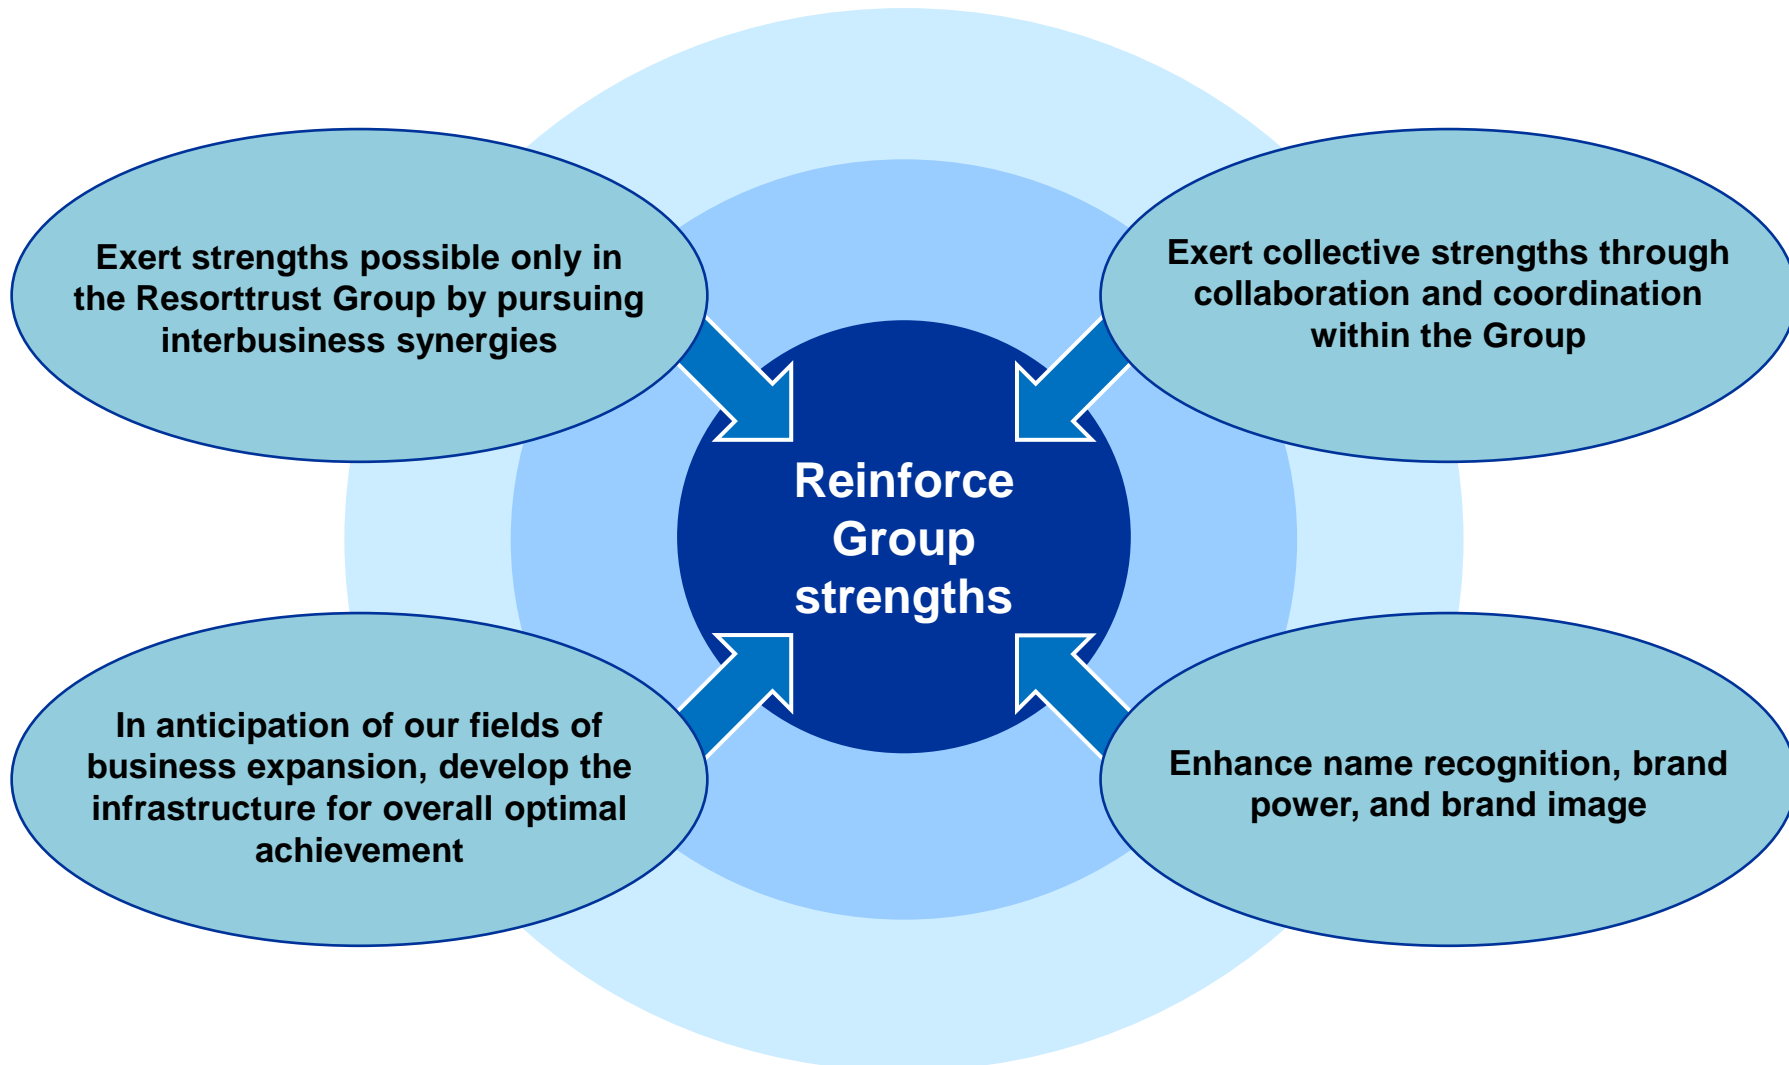 Exert strengths possible only in
the Resorttrust Group by pursuing
interbusiness synergies
Exert collective strengths through
collaboration and coordination
within the Group
Reinforce
Group
strengths
In anticipation of our fields of
business expansion, develop the
infrastructure for overall optimal
achievement
Enhance name recognition, brand
power, and brand image